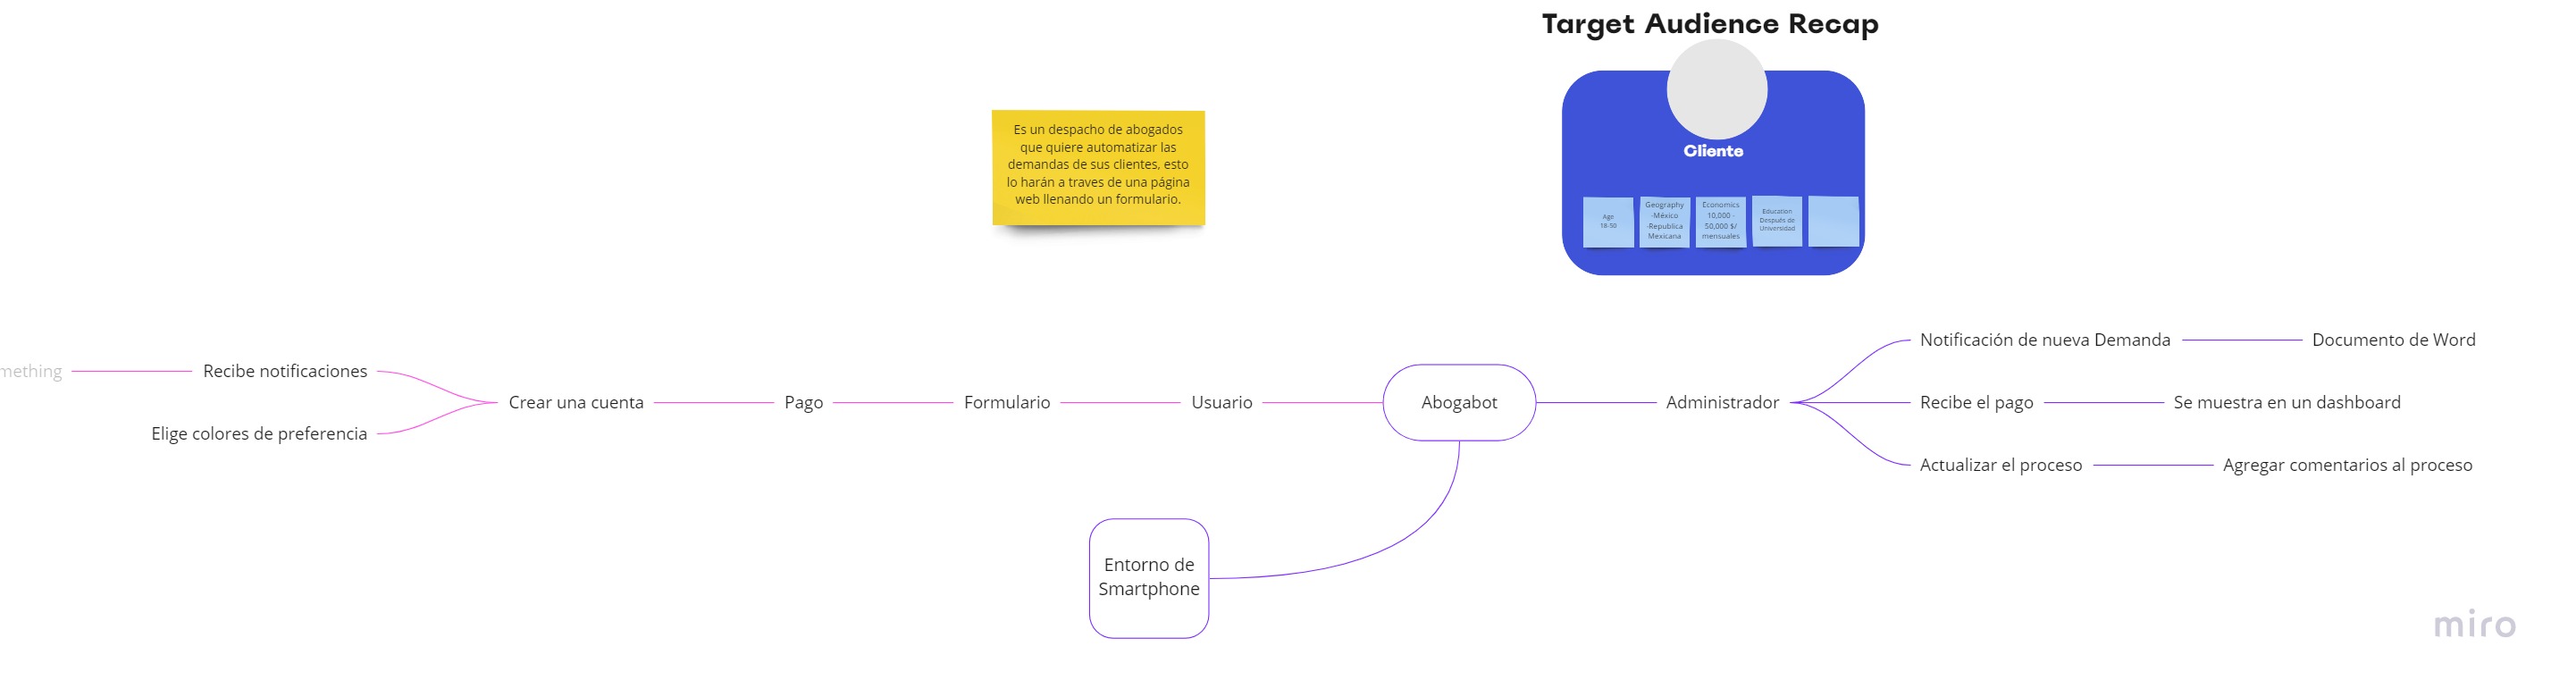 Target Audience Recap
Es un despacho de abogados
que quiere automatizar las
demandas de sus clientes, esto
lo harán a traves de una página
web llenando un formulario.
Cliente
Age
18-50
Geography
-México
-Republica
Mexicana
Economics
10,000 -
50,000 $/
mensuales
Education
Después de
Universidad
mething
Recibe notificaciones
Elige colores de preferencia
Crear una cuenta
Pago
Formulario
Usuario
Abogabot
Administrador
Notificación de nueva Demanda
Documento de Word
Recibe el pago
Se muestra en un dashboard
Actualizar el proceso
Agregar comentarios al proceso
Entorno de
Smartphone
miro